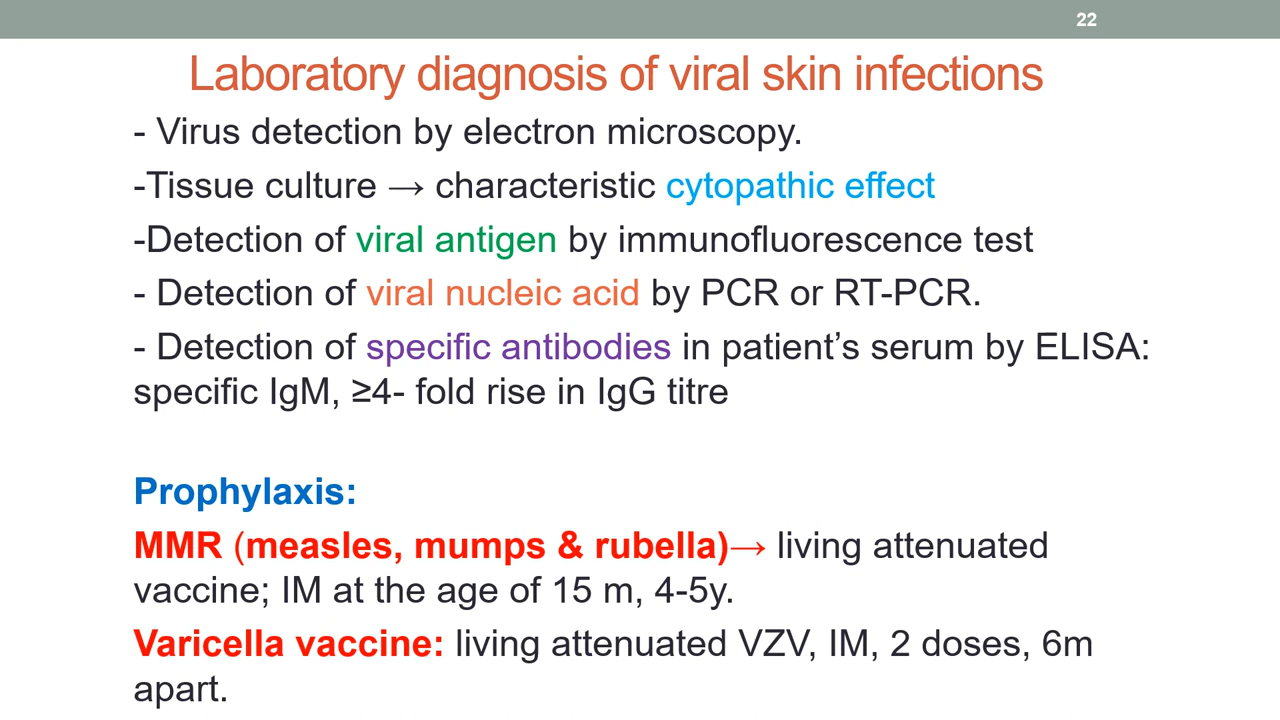 22
Laboratory diagnosis of viral skin infections
- Virus detection by electron microscopy.
-Tissue culture → characteristic cytopathic effect
-Detection of viral antigen by immunofluorescence test
- Detection of viral nucleic acid by PCR or RT-PCR.
- Detection of specific antibodies in patient’s serum by ELISA:
specific IgM, ≥4- fold rise in IgG titre
Prophylaxis:
MMR (measles, mumps & rubella)→ living attenuated
vaccine; IM at the age of 15 m, 4-5y.
Varicella vaccine: living attenuated VZV, IM, 2 doses, 6m
apart.